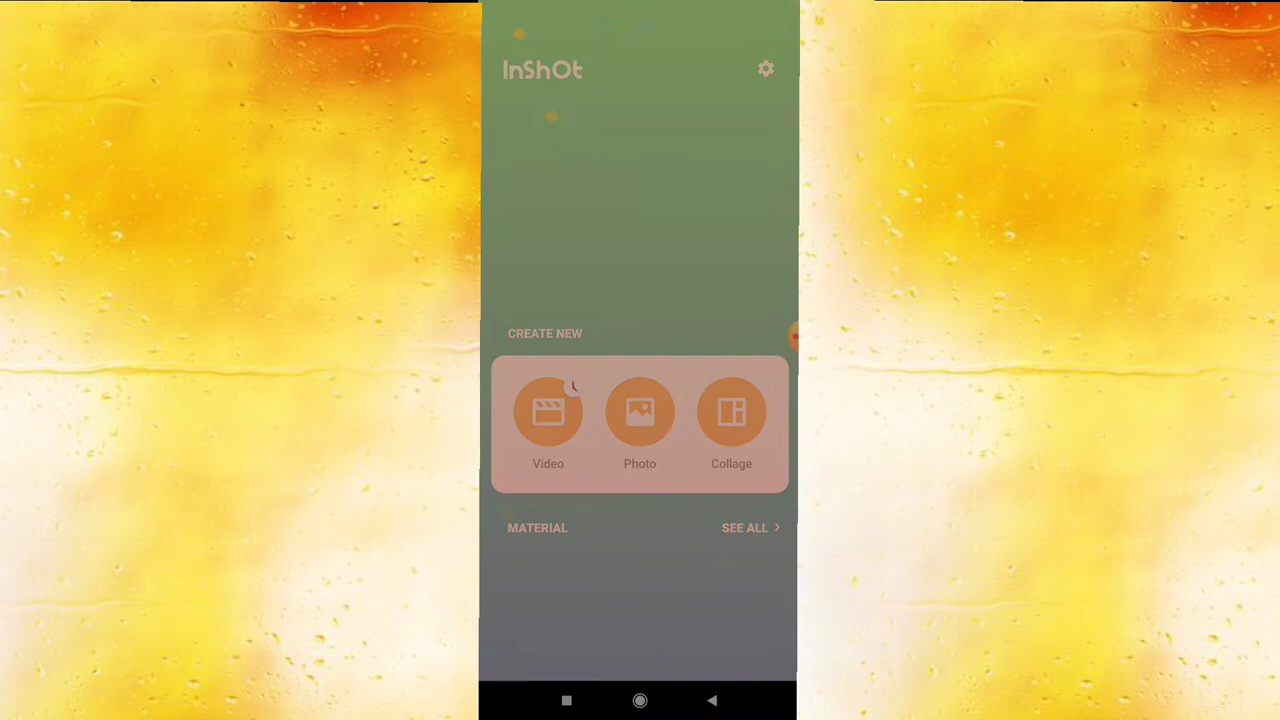 InShOt
CREATE NEW
Video
Photo
Collage
MATERIAL
SEE ALL